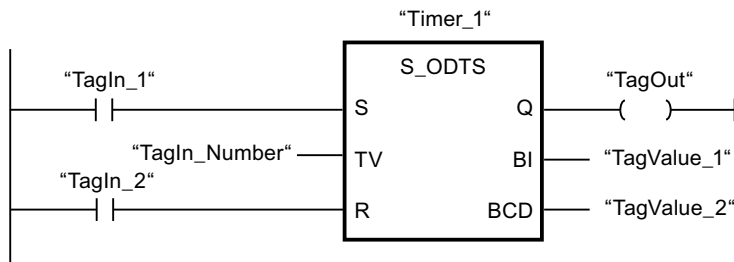 “Timer_1“
S_ODTS
“TagIn_1“
“TagOut“
S
Q
“TagIn_Number“
TV
BI
“TagValue_1“
“TagIn_2“
R
BCD
“TagValue_2“